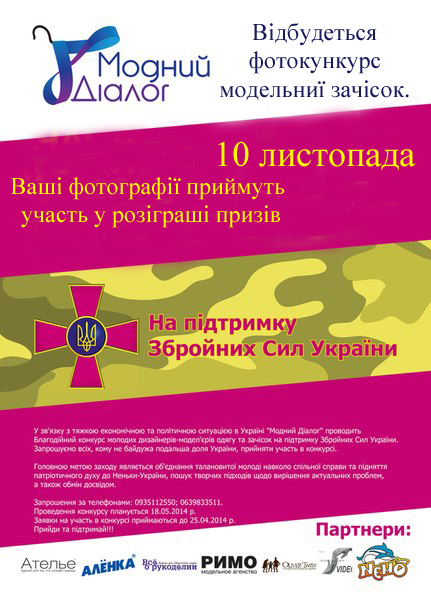 Модний
Діалог
Відбудеться
фотокункурс
модельниї зачісок.
10 листопада
Ваші фотографії приймуть
участь у розіграші призів
На підтримку
Збройних Сил України
У зв'язку з тяжкою економічною та політичною ситуацією в Україні "Модний Діалог" проводить
Благодійний конкурс молодих дизайнерів-модел'єрів одягу та зачісок на підтримку Збройних Сил України.
Запрошуємо всіх, кому не байдужа подальша доля України, прийняти участь в конкурсі.
Головною метою заходу являється об'єднання талановитої молоді навколо спільної справи та підняття
патріотичного духу до Неньки-України, пошук творчих підходів щодо вирішення актуальних проблем,
а також обмін досвідом.
Запрошення за телефонами: 0935112550; 0639833511.
Проведення конкурсу планується 18.05.2014 р.
Заявки на участь в конкурсі приймаються до 25.04.2014 р.
Прийди та підтримай!!!
Партнери:
Ателье
АЛЁНКА
Всё
о рукоделии
РИМО
модельное агенство
VIDEO
NEMO